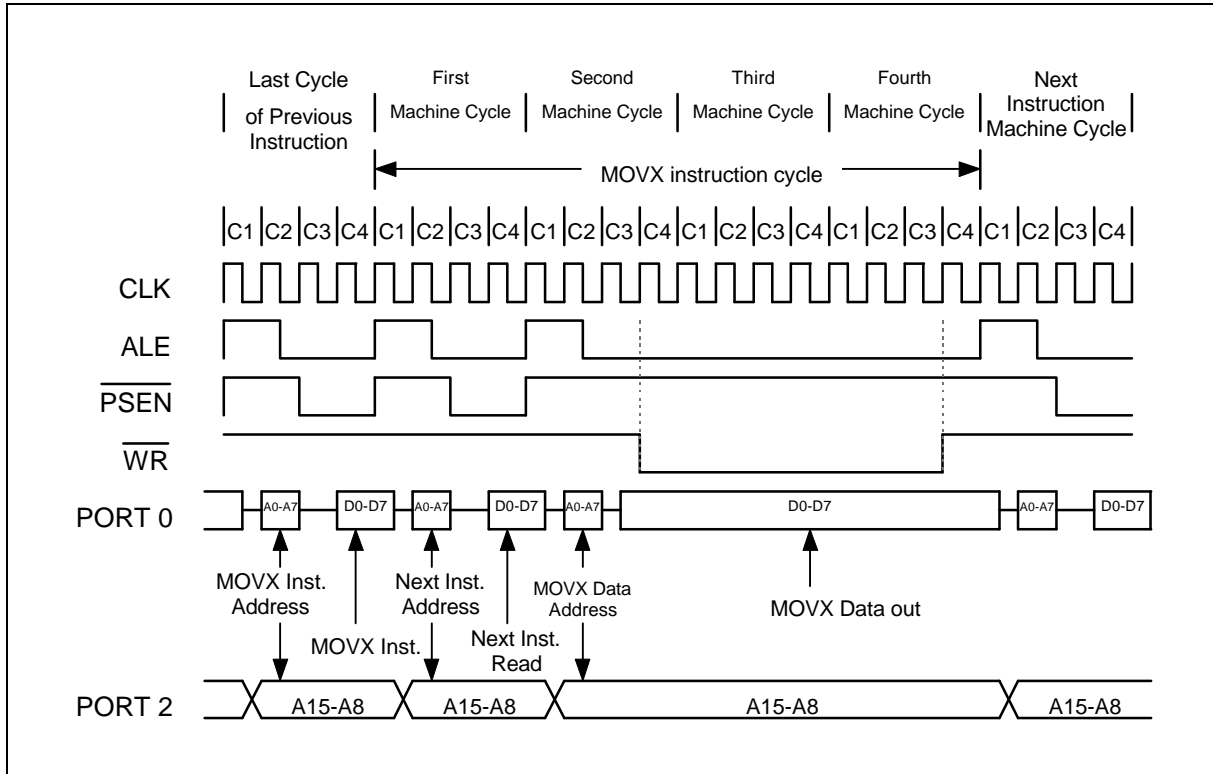 Last Cycle
of Previous
Instruction
First
Machine Cycle
Second
Machine Cycle
Third
Machine Cycle
Fourth
Machine Cycle
Next
Instruction
Machine Cycle
MOVX instruction cycle
C1 C2 C3 C4 C1 C2 C3 C4 C1 C2 C3 C4 C1 C2 C3 C4 C1 C2 C3 C4 C1 C2 C3 C4
CLK
ALE
PSEN
WR
PORT 0
A0-A7 D0-D7 A0-A7 D0-D7 A0-A7 D0-D7 A0-A7 D0-D7
MOVX Inst.
Address
MOVX Inst.
Next Inst.
Address
Next Inst.
Read
MOVX Data
Address
MOVX Data out
PORT 2
A15-A8 A15-A8 A15-A8 A15-A8